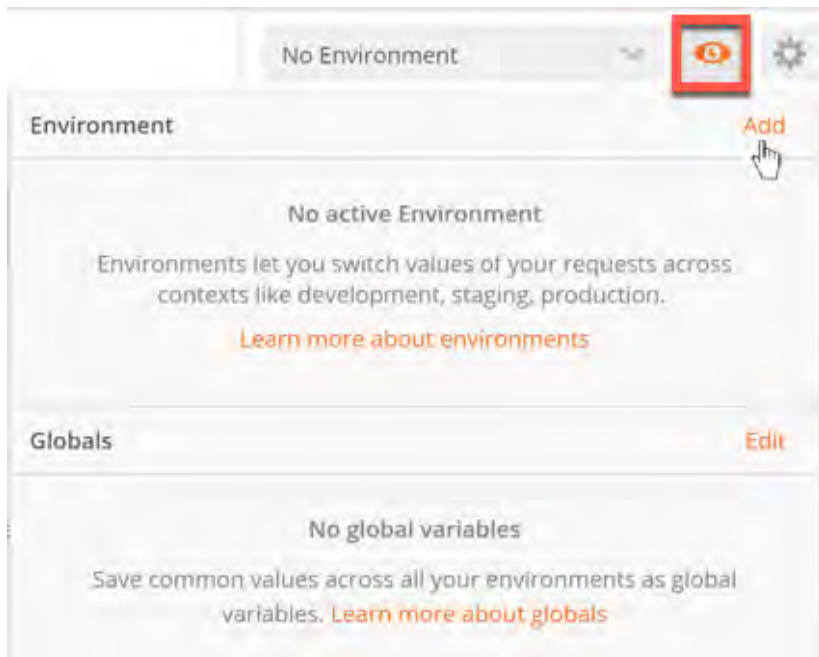 No Environment
Environment
Add
No active Environment
Environments let you switch values of your requests across
contexts like development, staging, production.
Learn more about environments
Globals
Edit
No global variables
Save common values across all your environments as global
variables. Learn more about globals